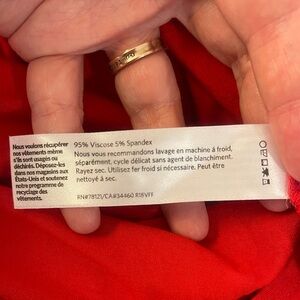 Nous voulons récupérer
nos vêtements même
s'ils sont usagés ou
déchirés. Déposez-les
dans nos magasins aux
États-Unis et soutenez
notre programme de
recyclage des
vêtements.
95% Viscose 5% Spandex
Nous vous recommandons lavage en machine à froid,
séparément, cycle délicat sans agent de blanchiment.
Rayez sec. Utilisez fer froid si nécessaire. Peut être
nettoyé à sec.
RN#78121/CA#34460 R18VFF